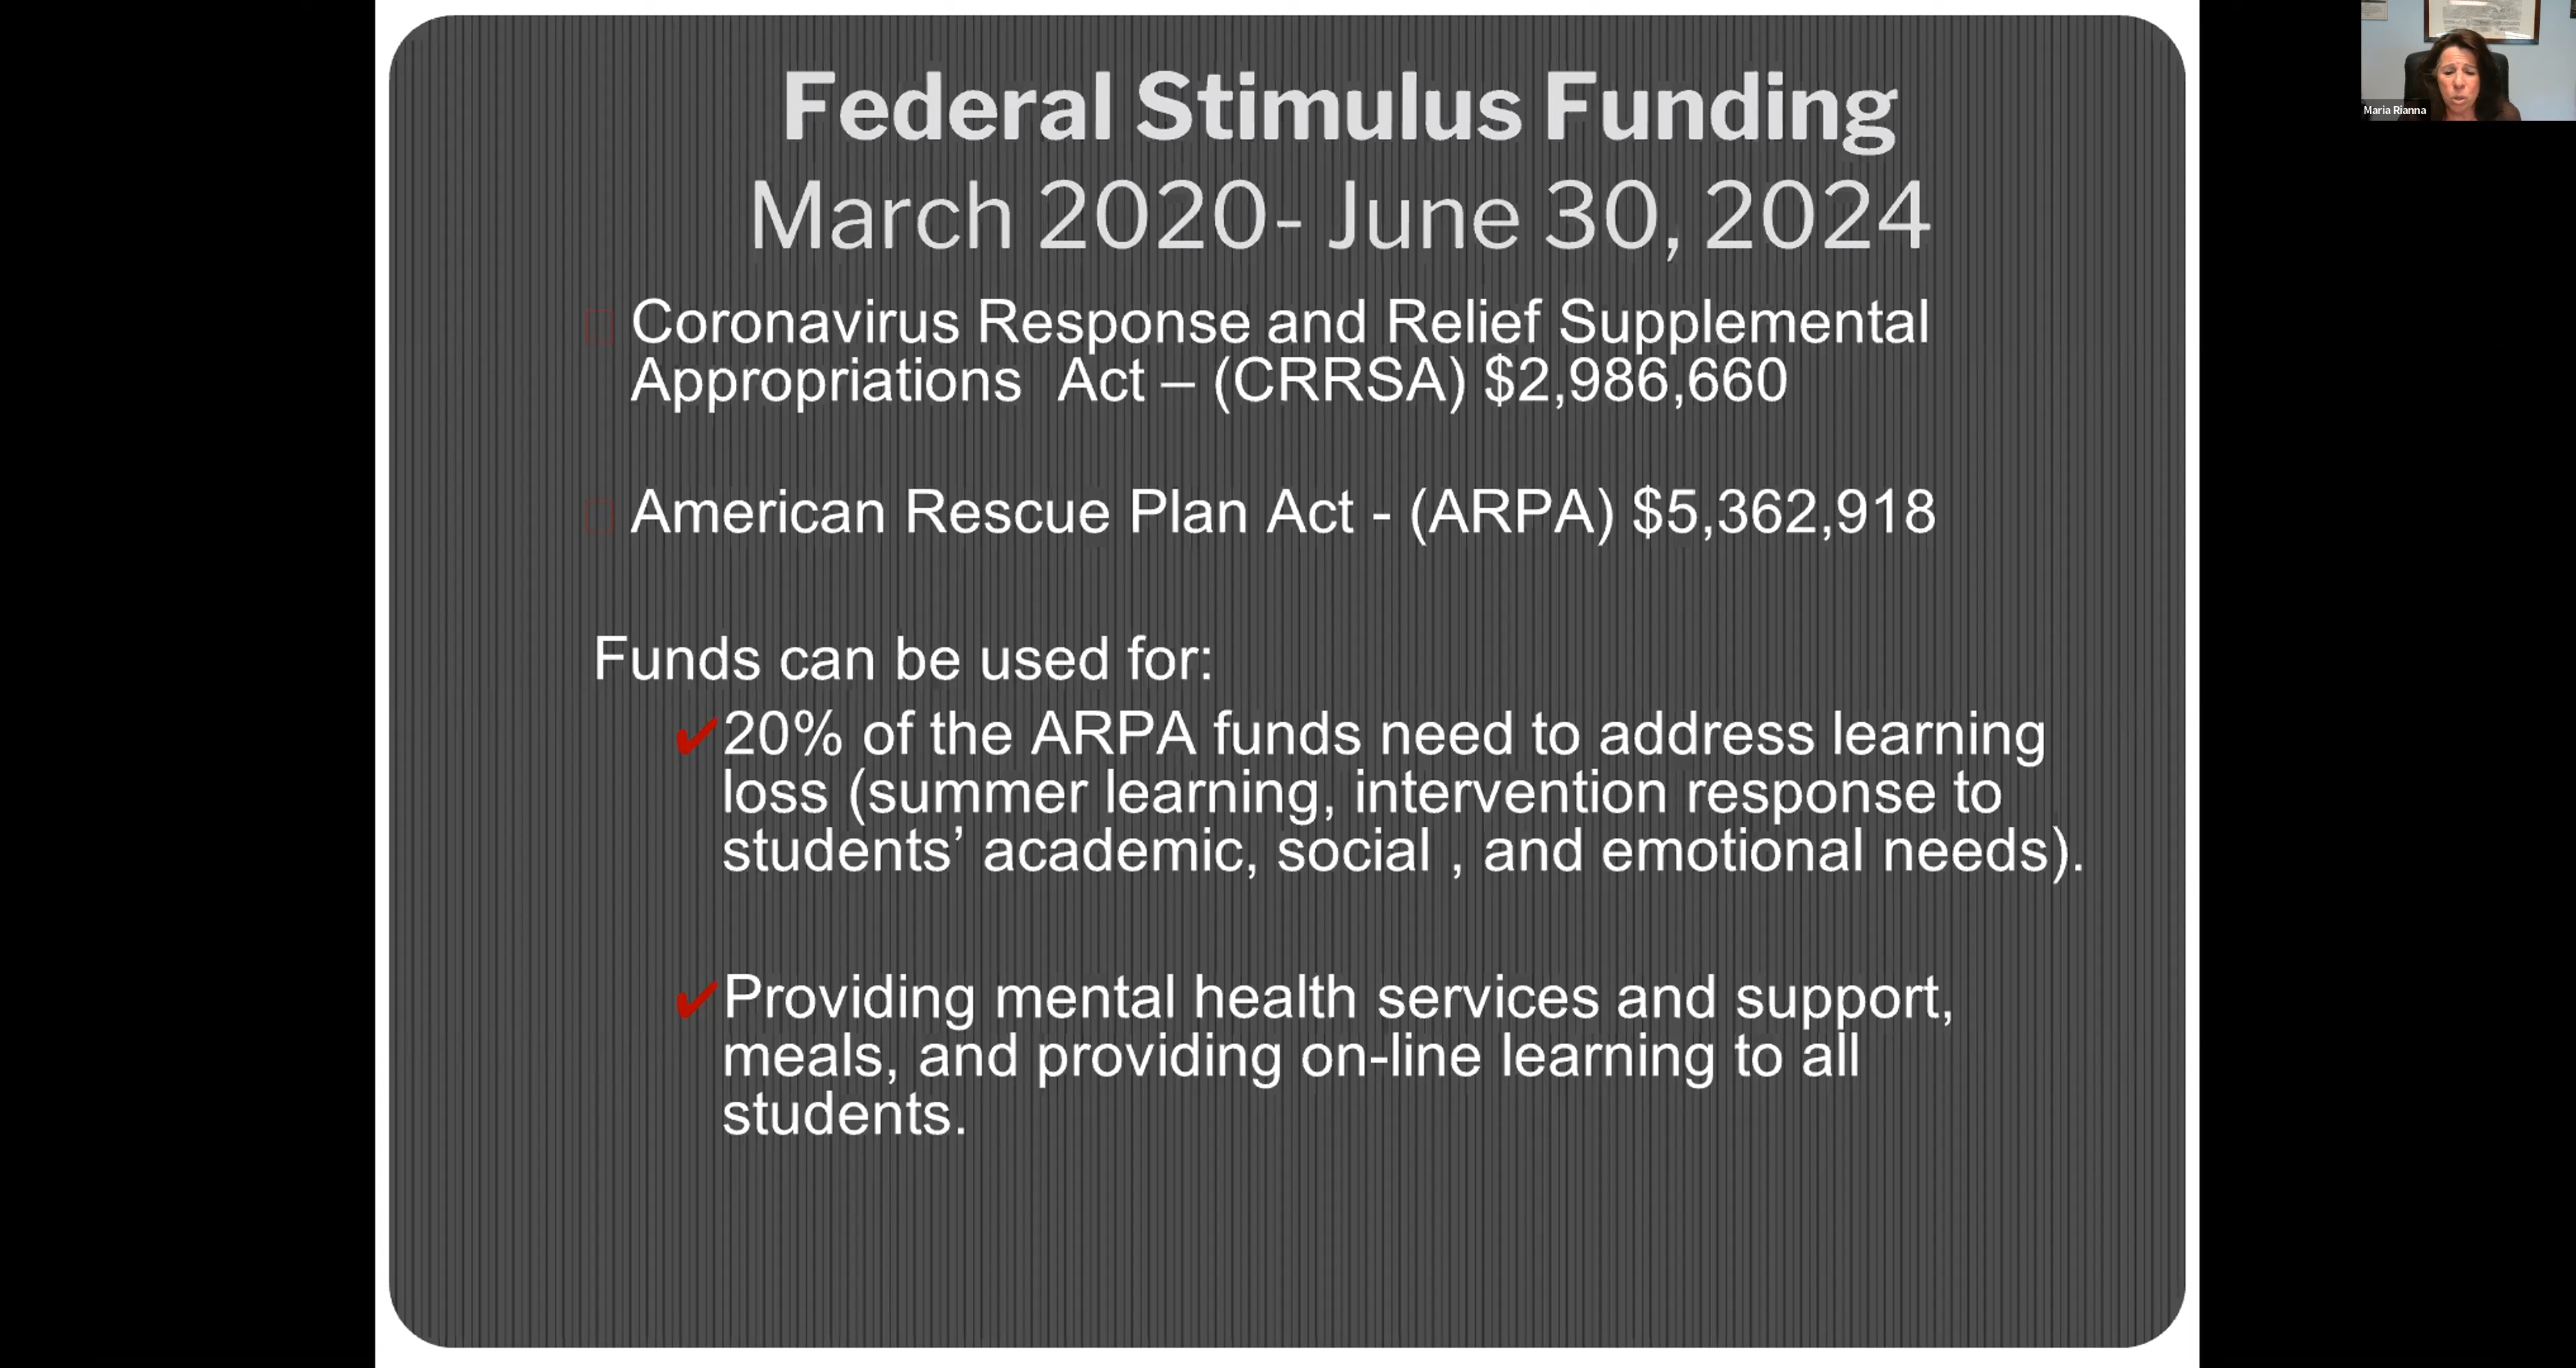 Federal Stimulus Funding
March 2020- June 30, 2024
Coronavirus Response and Relief Supplemental
Appropriations  Act – (CRRSA) $2,986,660
American Rescue Plan Act - (ARPA) $5,362,918
Funds can be used for:
✔20% of the ARPA funds need to address learning
loss (summer learning, intervention response to
students’ academic, social , and emotional needs).
✔Providing mental health services and support,
meals, and providing on-line learning to all
students.
Maria Rianna